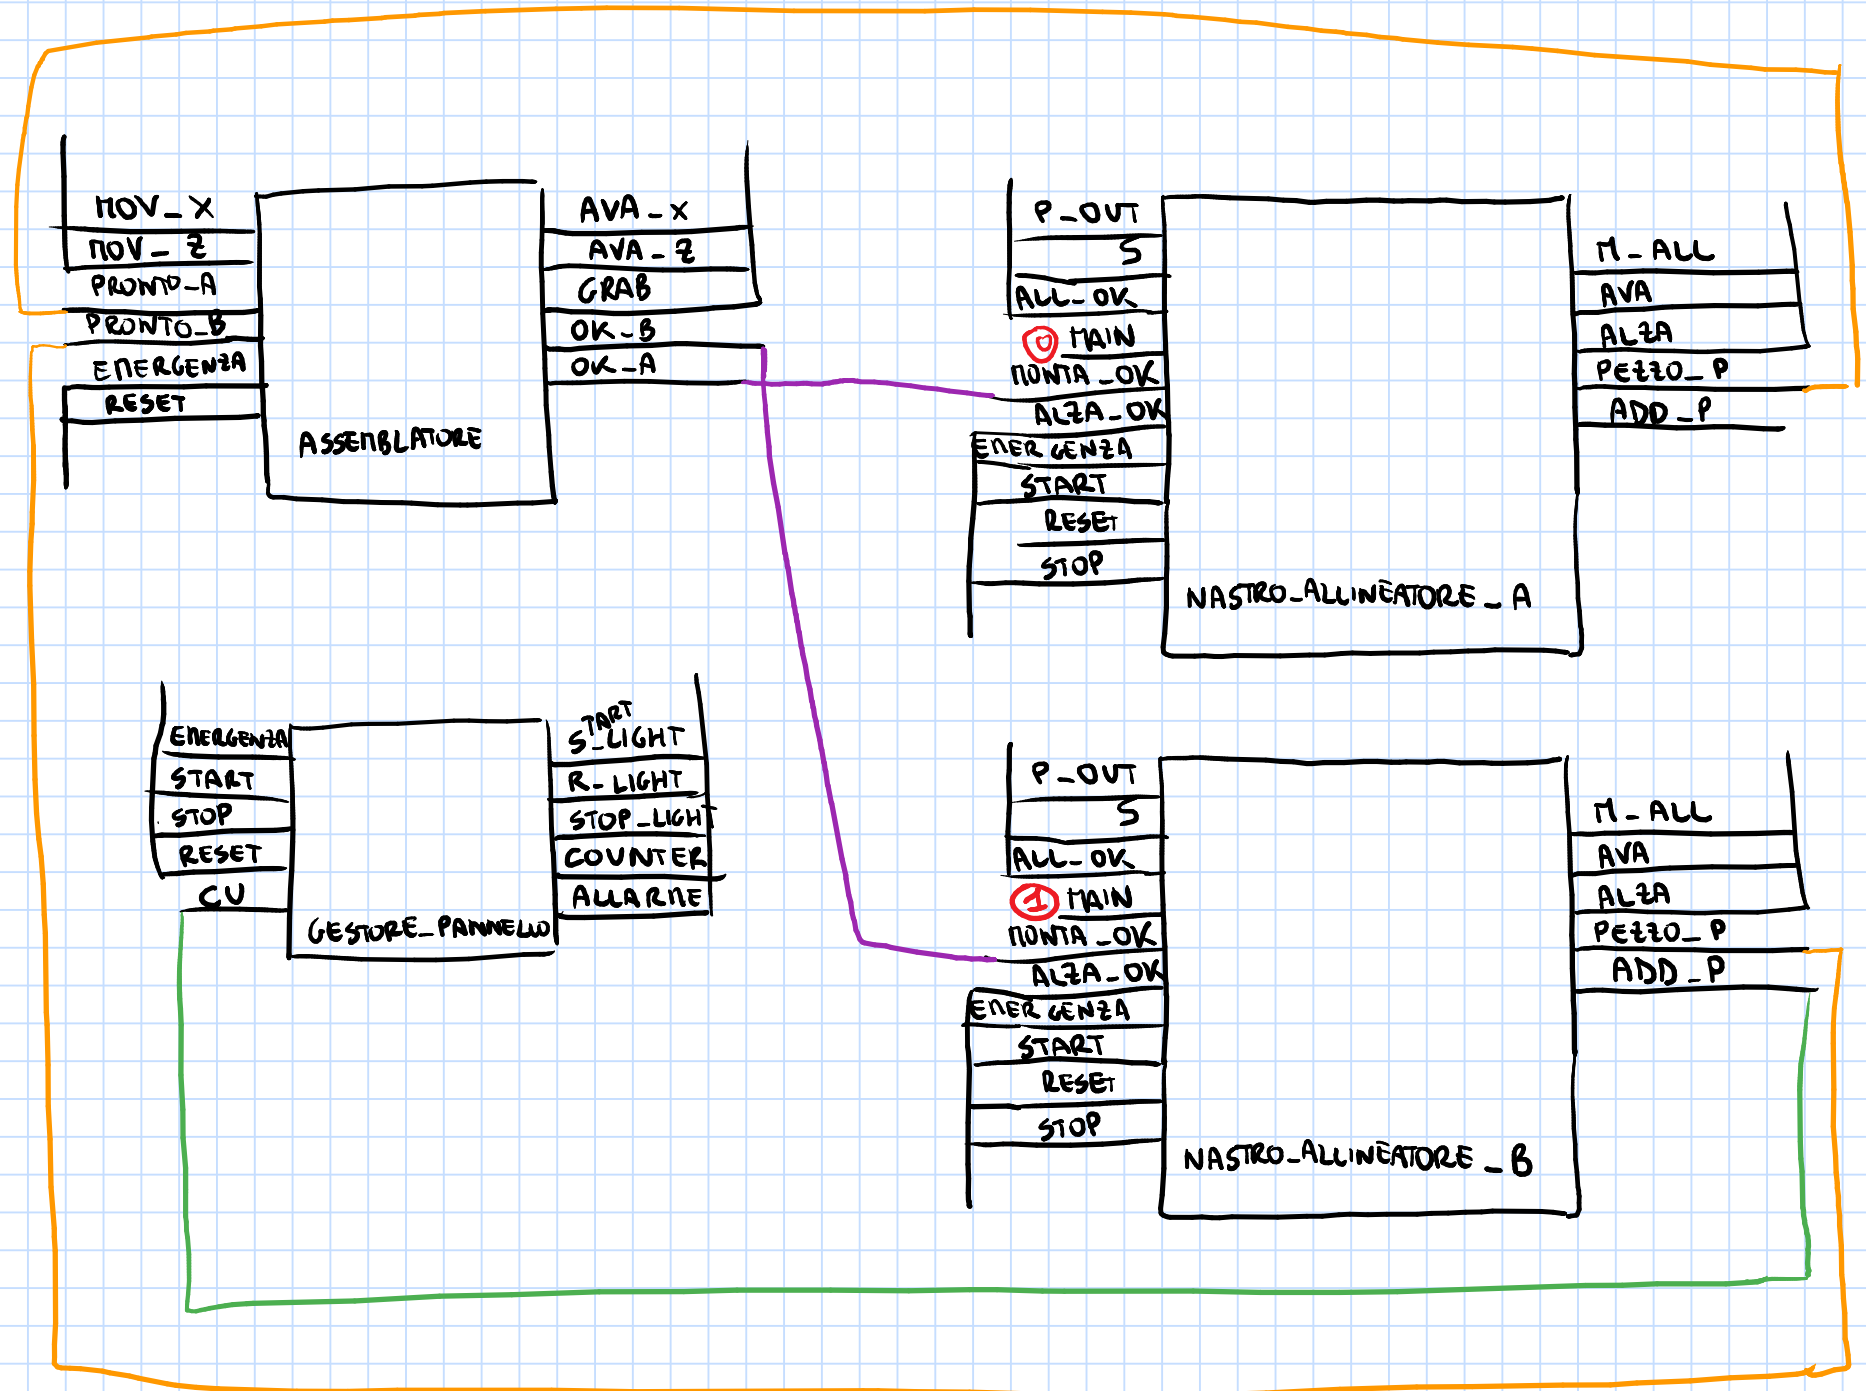 MOV_X
MOV_Z
PRONTO_A
PRONTO_B
EMERGENZA
RESET
ASSEMBLATORE
AVA_X
AVA_Z
GRAB
OK_B
OK_A
P_OUT
S
ALL_OK
0 MAIN
MONTA_OK
ALZA_OK
EMERGENZA
START
RESET
STOP
NASTRO_ALLINEATORE_A
M_ALL
AVA
ALZA
PEZZO_P
ADD_P
EMERGENZA
START
STOP
RESET
CU
GESTORE_PANNELLO
START
S_LIGHT
R_LIGHT
STOP_LIGHT
COUNTER
ALLARME
P_OUT
S
ALL_OK
1 MAIN
MONTA_OK
ALZA_OK
EMERGENZA
START
RESET
STOP
NASTRO_ALLINEATORE_B
M_ALL
AVA
ALZA
PEZZO_P
ADD_P